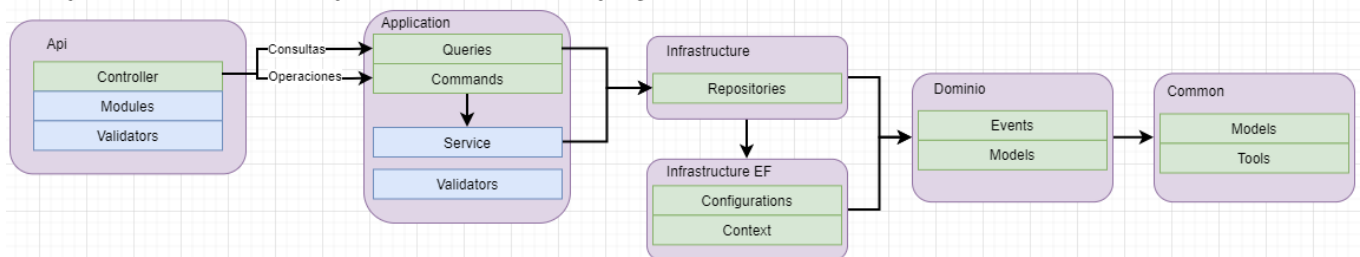 Api
Controller
Modules
Validators
Consultas
Operaciones
Application
Queries
Commands
Service
Validators
Infrastructure
Repositories
Infrastructure EF
Configurations
Context
Dominio
Events
Models
Common
Models
Tools